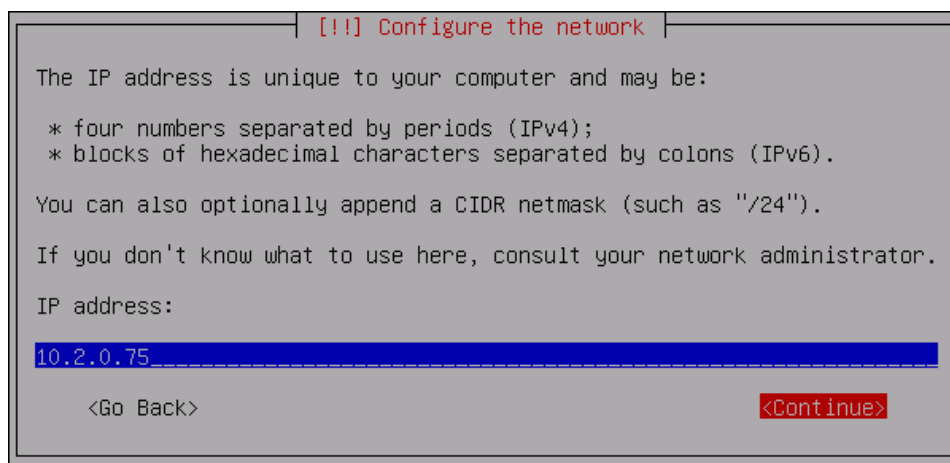 [!!] Configure the network
The IP address is unique to your computer and may be:
* four numbers separated by periods (IPv4);
* blocks of hexadecimal characters separated by colons (IPv6).
You can also optionally append a CIDR netmask (such as "/24").
If you don't know what to use here, consult your network administrator.
IP address:
10.2.0.75
<Go Back> <Continue>